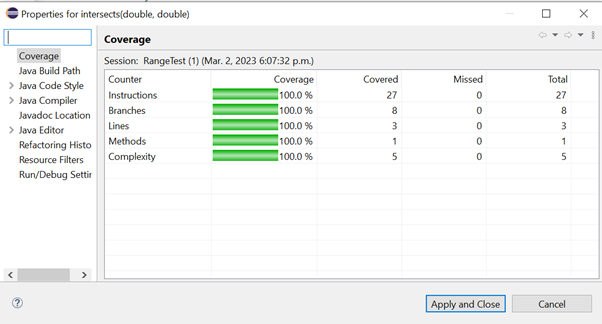 Properties for intersects(double, double)
Coverage
Java Build Path
Java Code Style
Java Compiler
Javadoc Location
Java Editor
Refactoring Histo
Resource Filters
Run/Debug Settin
Coverage
Session: RangeTest (1) (Mar. 2, 2023 6:07:32 p.m.)
Counter Coverage Covered Missed Total
Instructions 100.0 % 27 0 27
Branches 100.0 % 8 0 8
Lines 100.0 % 3 0 3
Methods 100.0 % 1 0 1
Complexity 100.0 % 5 0 5
Apply and Close
Cancel